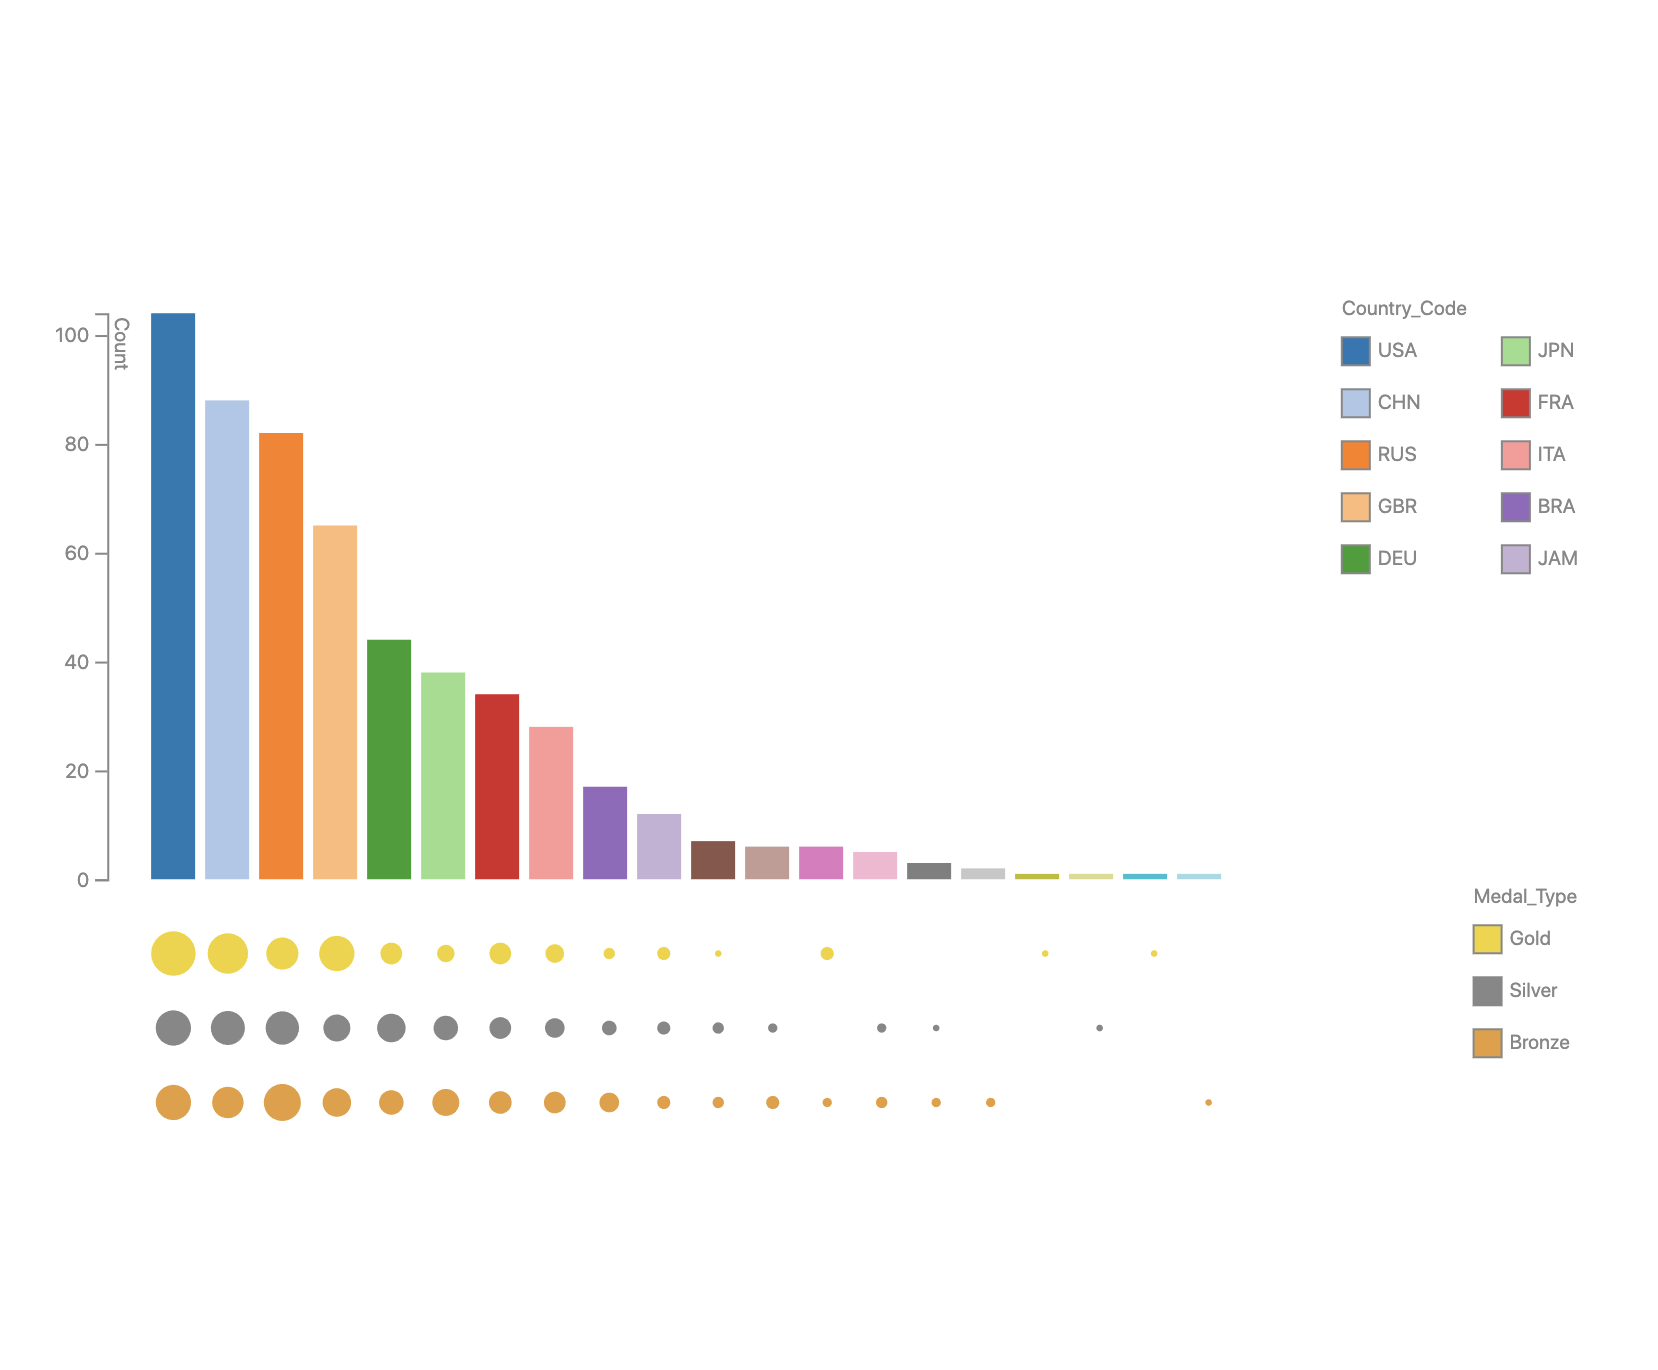 Count
100
80
60
40
20
0
Country_Code
USA
CHN
RUS
GBR
DEU
JPN
FRA
ITA
BRA
JAM
Medal_Type
Gold
Silver
Bronze